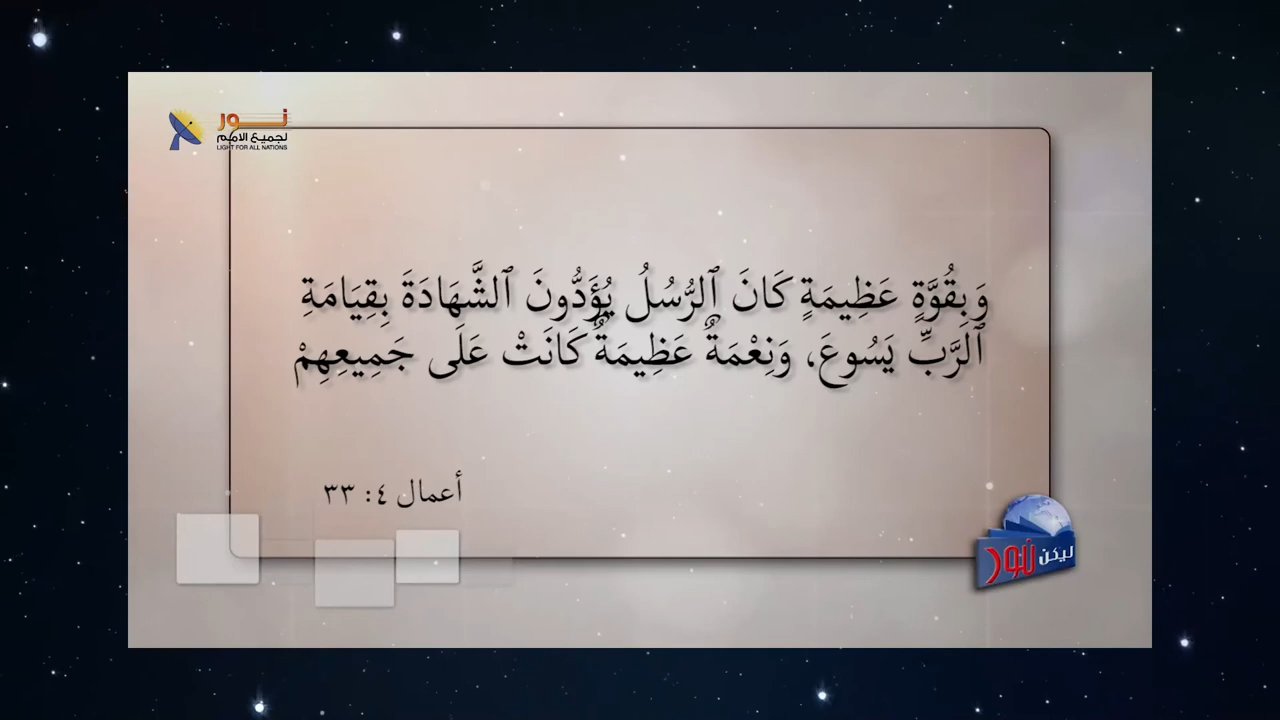 نور
لجميع الامم
LIGHT FOR ALL NATIONS
وَبِقُوَّةٍ عَظِيمَةٍ كَانَ ٱلرُّسُلُ يُؤَدُّونَ ٱلشَّهَادَةَ بِقِيَامَةِ
ٱلرَّبِّ يَسُوعَ، وَنِعْمَةٌ عَظِيمَةٌ كَانَتْ عَلَى جَمِيعِهِمْ
أعمال ٤: ٣٣
ليكن نور